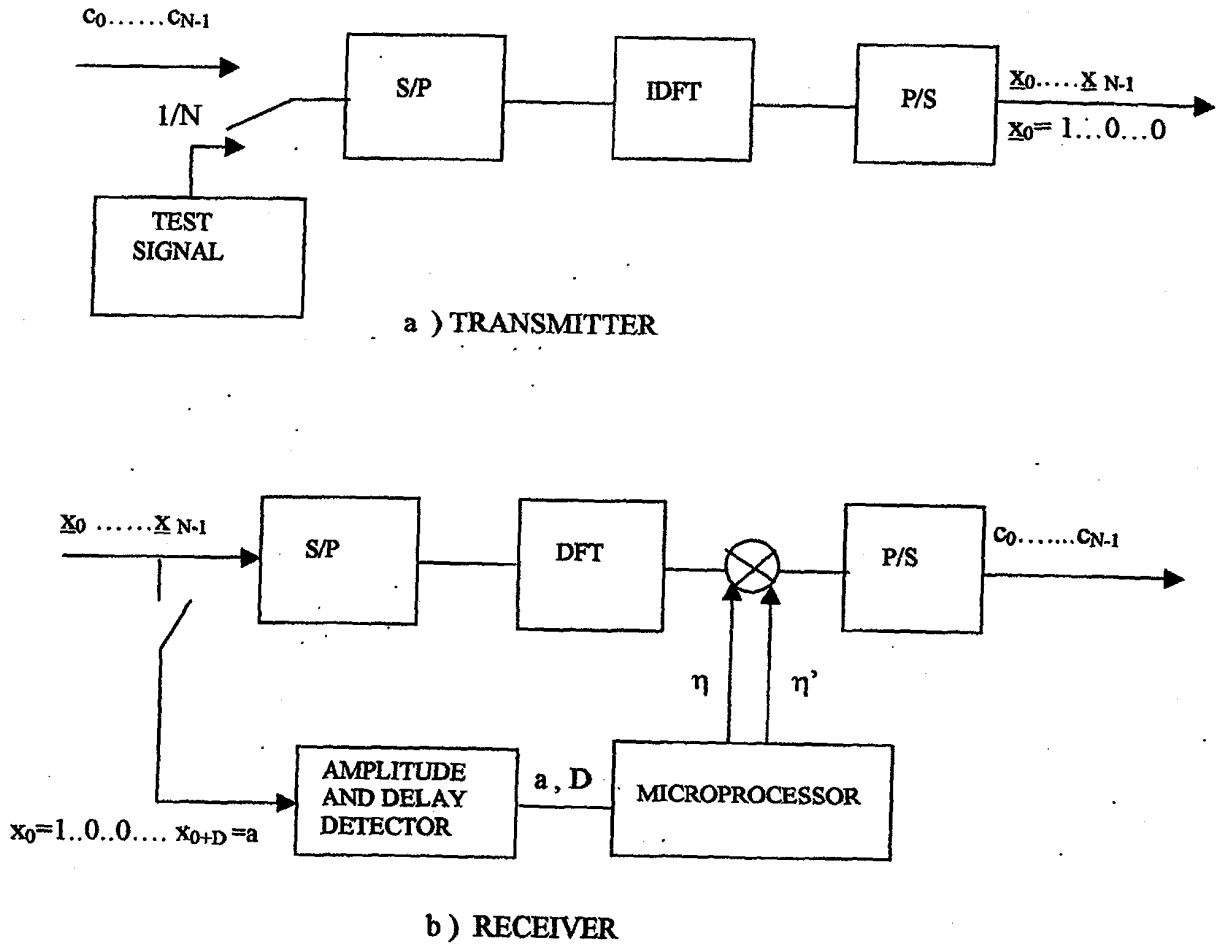 c0......cN-1
1/N
S/P
IDFT
P/S
x0.....x N-1
x0= 1...0...0
TEST
SIGNAL
a ) TRANSMITTER
x0 ......x N-1
S/P
DFT
P/S
c0.......cN-1
η
η’
AMPLITUDE
AND DELAY
DETECTOR
a , D
MICROPROCESSOR
x0=1..0..0.... x0+D =a
b ) RECEIVER